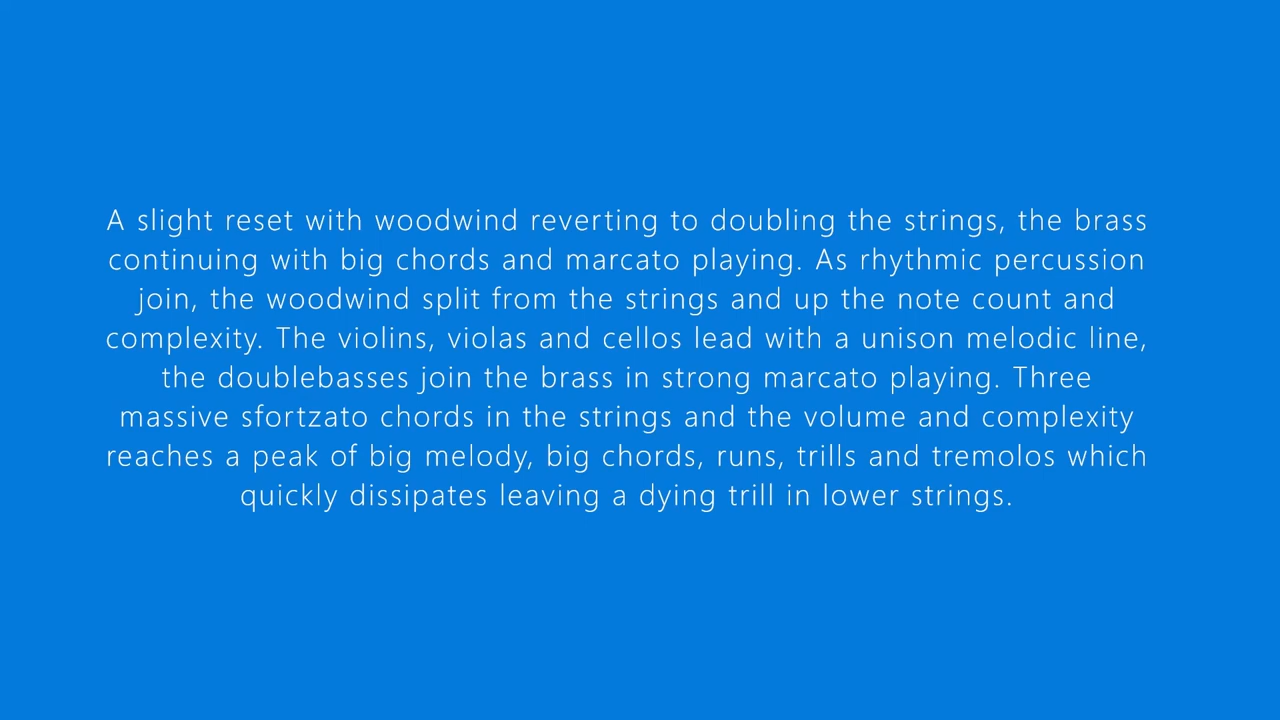 A slight reset with woodwind reverting to doubling the strings, the brass
continuing with big chords and marcato playing. As rhythmic percussion
join, the woodwind split from the strings and up the note count and
complexity. The violins, violas and cellos lead with a unison melodic line,
the doublebasses join the brass in strong marcato playing. Three
massive sfortzato chords in the strings and the volume and complexity
reaches a peak of big melody, big chords, runs, trills and tremolos which
quickly dissipates leaving a dying trill in lower strings.